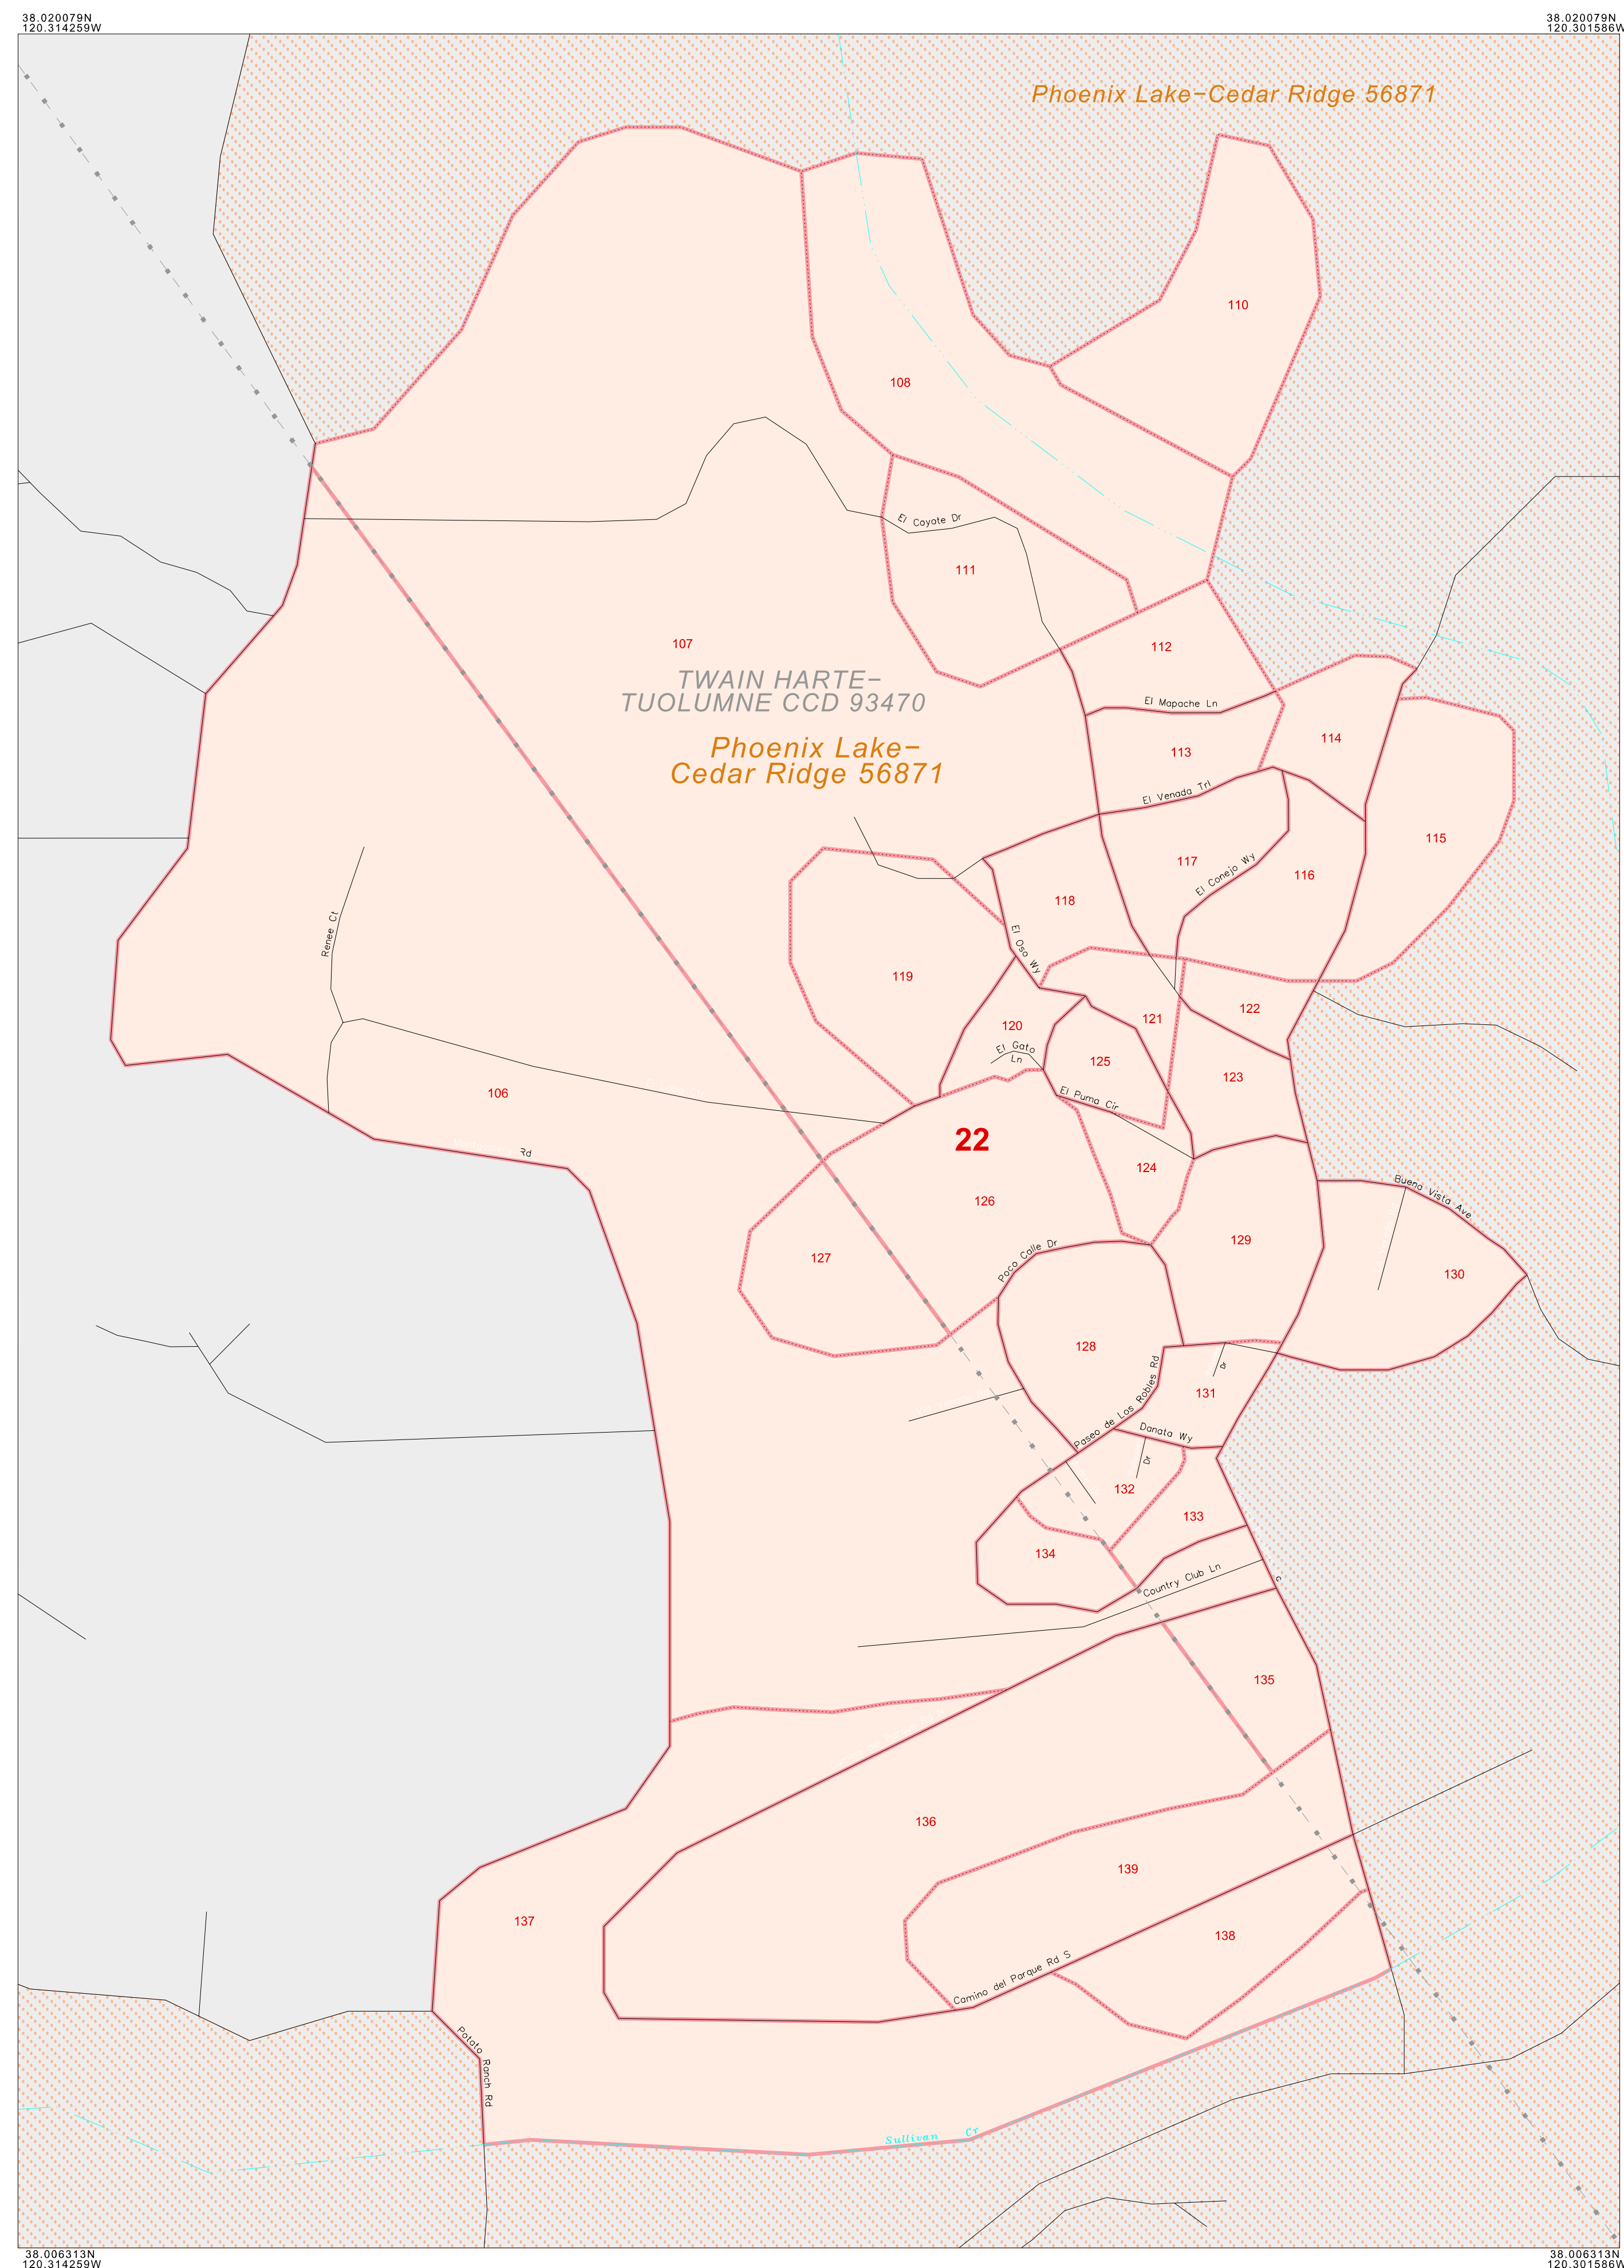 38.020079N
120.314259W
38.020079N
120.301586W
Phoenix Lake−Cedar Ridge 56871
110
108
El Coyote Dr
111
107
112
TWAIN HARTE−
TUOLUMNE CCD 93470
El Mapache Ln
Phoenix Lake−
Cedar Ridge 56871
113
114
El Venada Trl
115
117
El Conejo Wy
116
118
Renee Ct
El Oso Wy
119
120
121
122
El Gato
Ln
125
123
106
El Puma Cir
Rd
22
124
126
Buena Vista Ave
129
127
Poco Calle Dr
130
128
Paseo de Los Robles Rd
Dr
131
Danata Wy
Dr
132
133
134
Country Club Ln
C
135
136
139
137
138
Camino del Parque Rd S
Potato Ranch Rd
Sullivan Cr
38.006313N
120.314259W
38.006313N
120.301586W